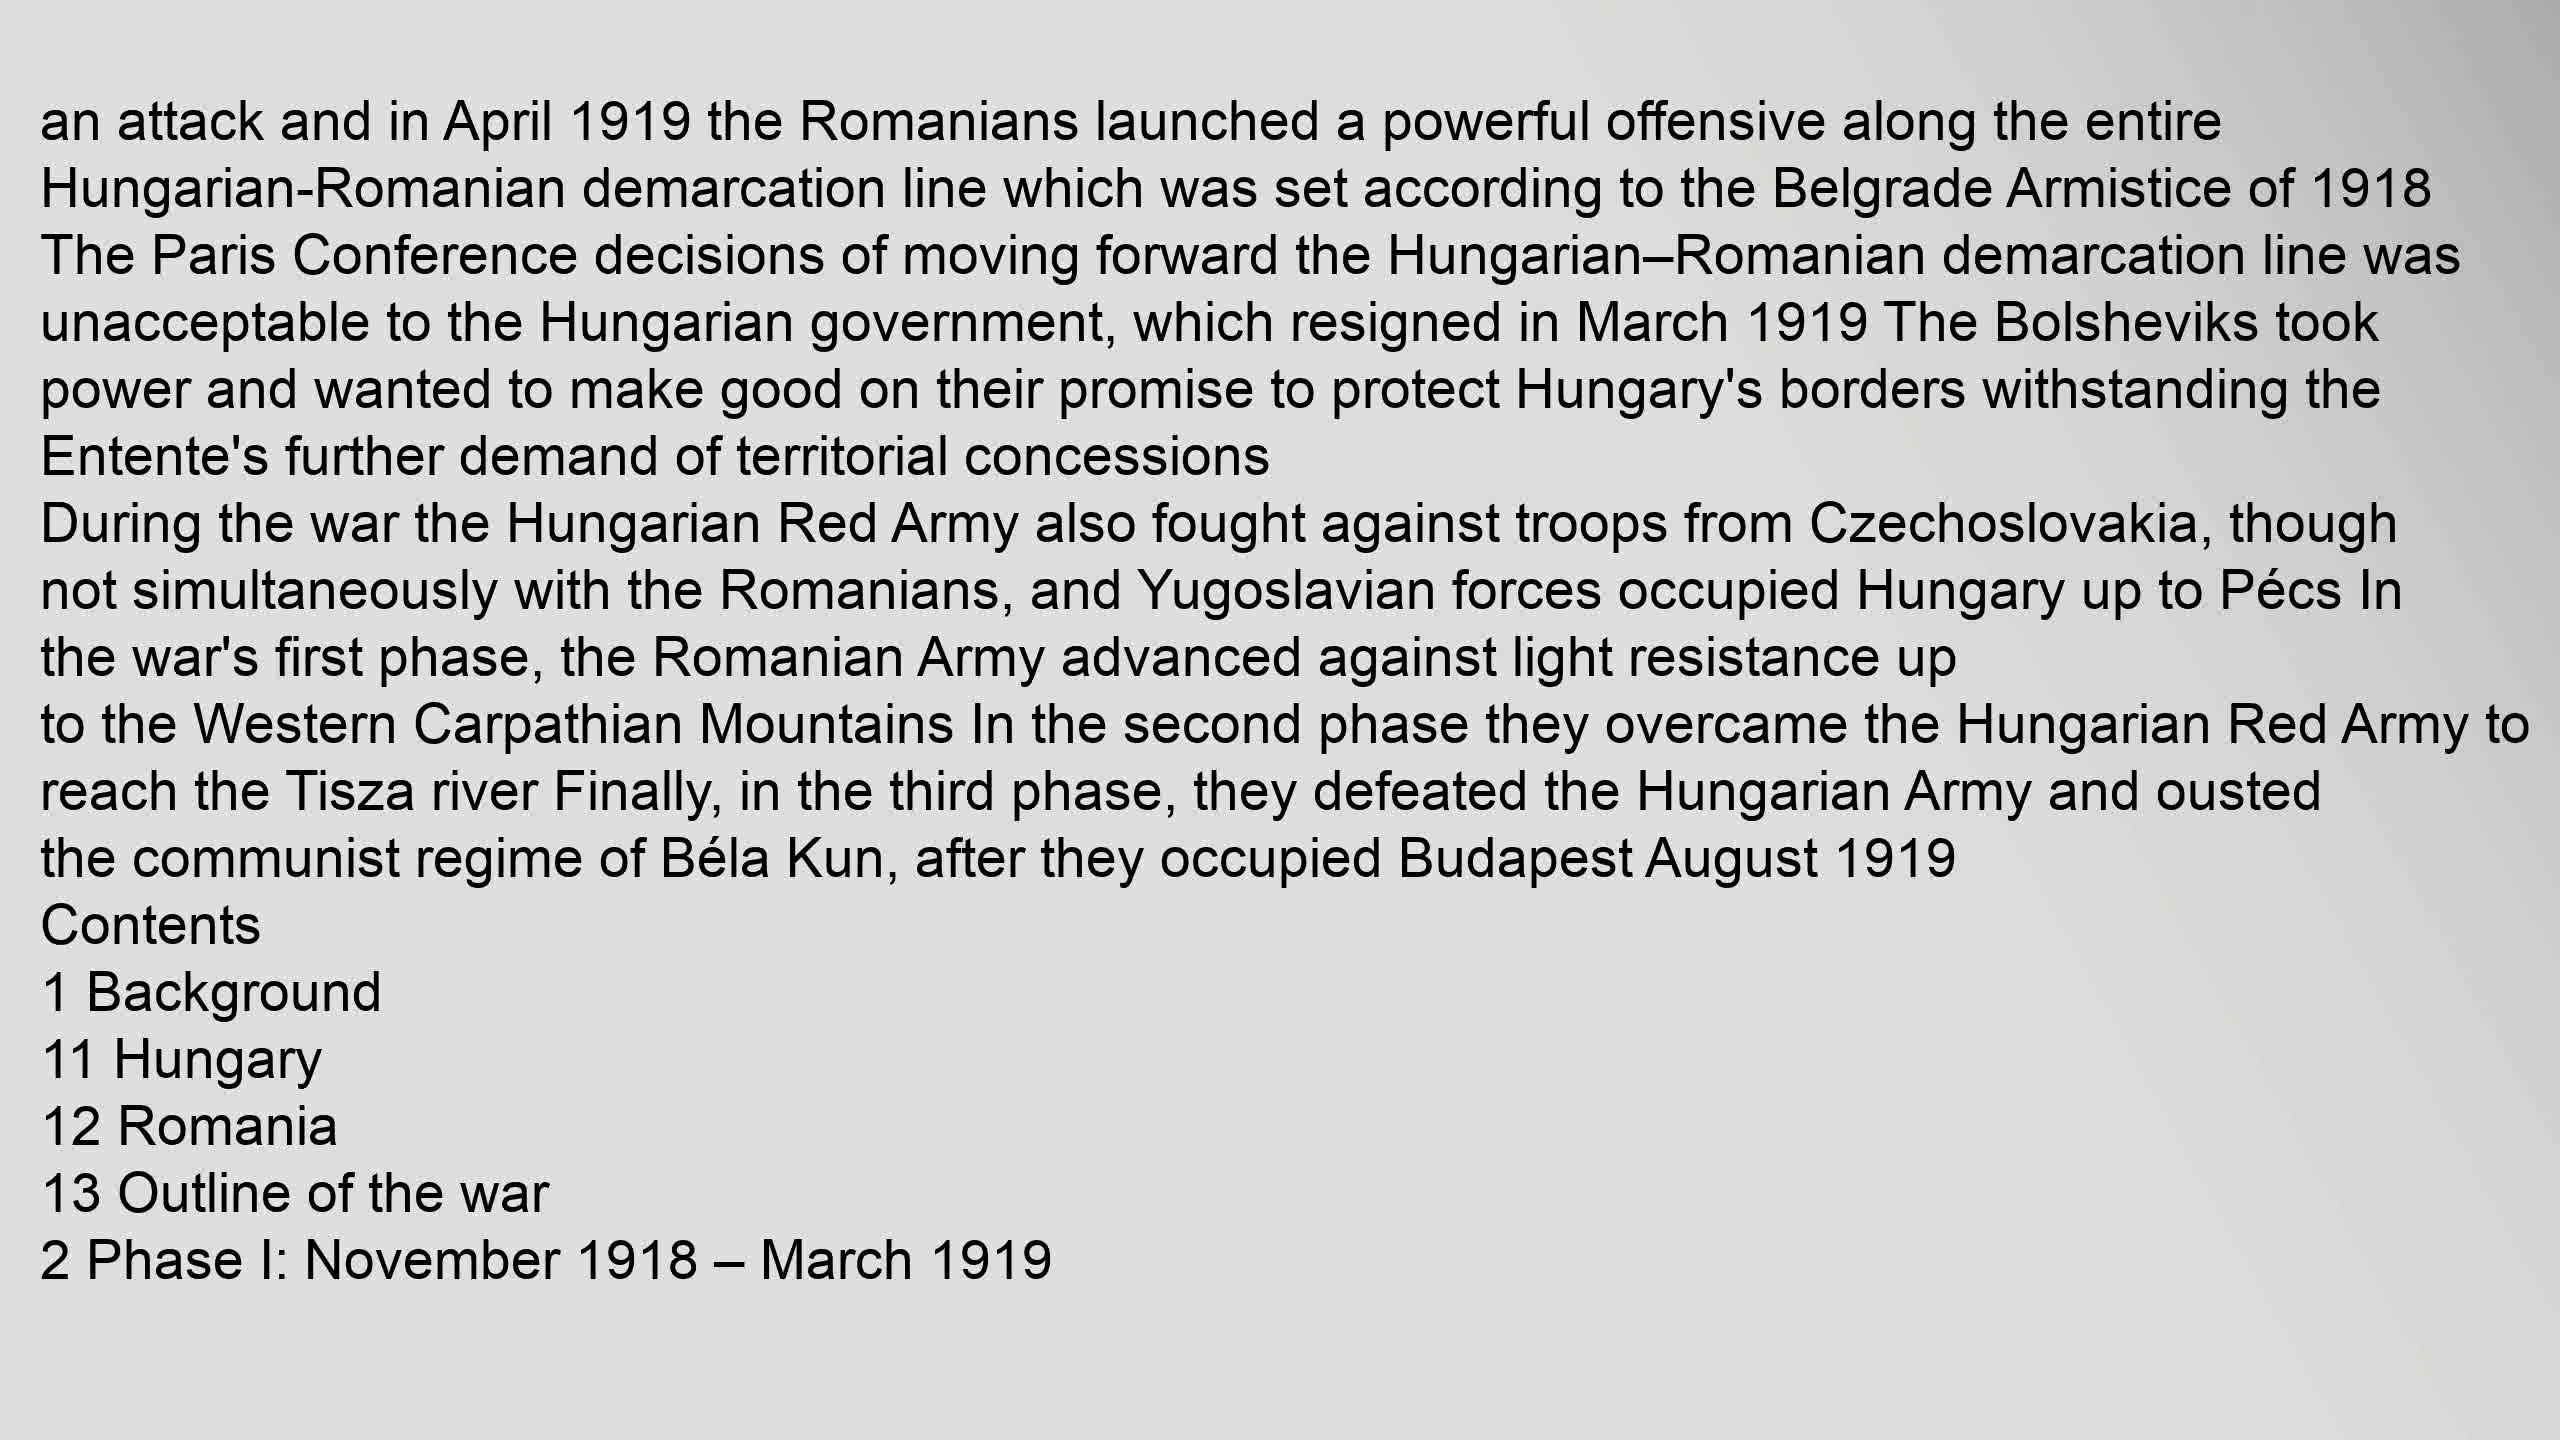 an attack and in April 1919 the Romanians launched a powerful offensive along the entire
Hungarian-Romanian demarcation line which was set according to the Belgrade Armistice of 1918
The Paris Conference decisions of moving forward the Hungarian–Romanian demarcation line was
unacceptable to the Hungarian government, which resigned in March 1919 The Bolsheviks took
power and wanted to make good on their promise to protect Hungary's borders withstanding the
Entente's further demand of territorial concessions
During the war the Hungarian Red Army also fought against troops from Czechoslovakia, though
not simultaneously with the Romanians, and Yugoslavian forces occupied Hungary up to Pécs In
the war's first phase, the Romanian Army advanced against light resistance up
to the Western Carpathian Mountains In the second phase they overcame the Hungarian Red Army to
reach the Tisza river Finally, in the third phase, they defeated the Hungarian Army and ousted
the communist regime of Béla Kun, after they occupied Budapest August 1919
Contents
1 Background
11 Hungary
12 Romania
13 Outline of the war
2 Phase I: November 1918 – March 1919